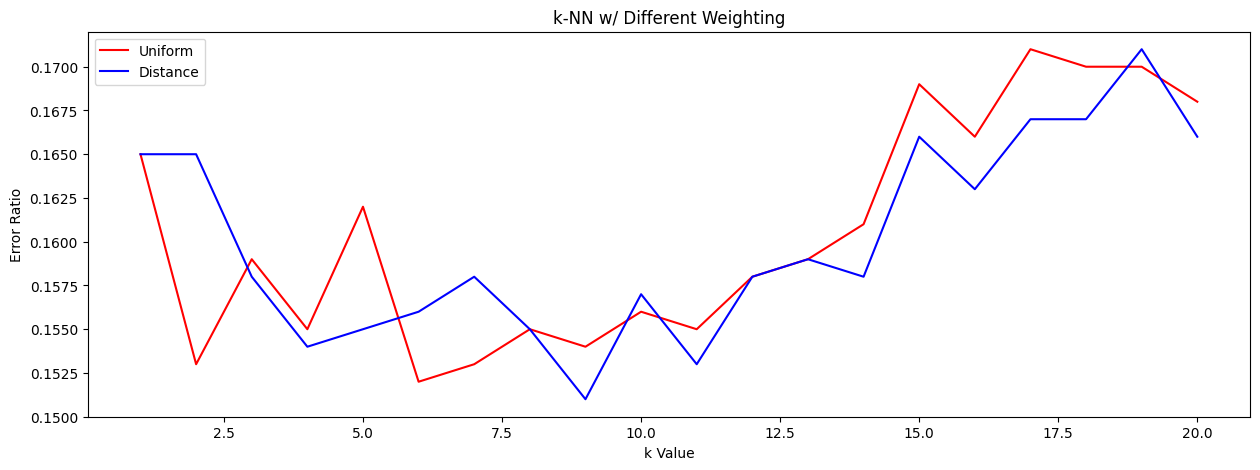 k-NN w/ Different Weighting
Uniform
Distance
Error Ratio
0.1700
0.1675
0.1650
0.1625
0.1600
0.1575
0.1550
0.1525
0.1500
2.5 5.0 7.5 10.0 12.5 15.0 17.5 20.0
k Value